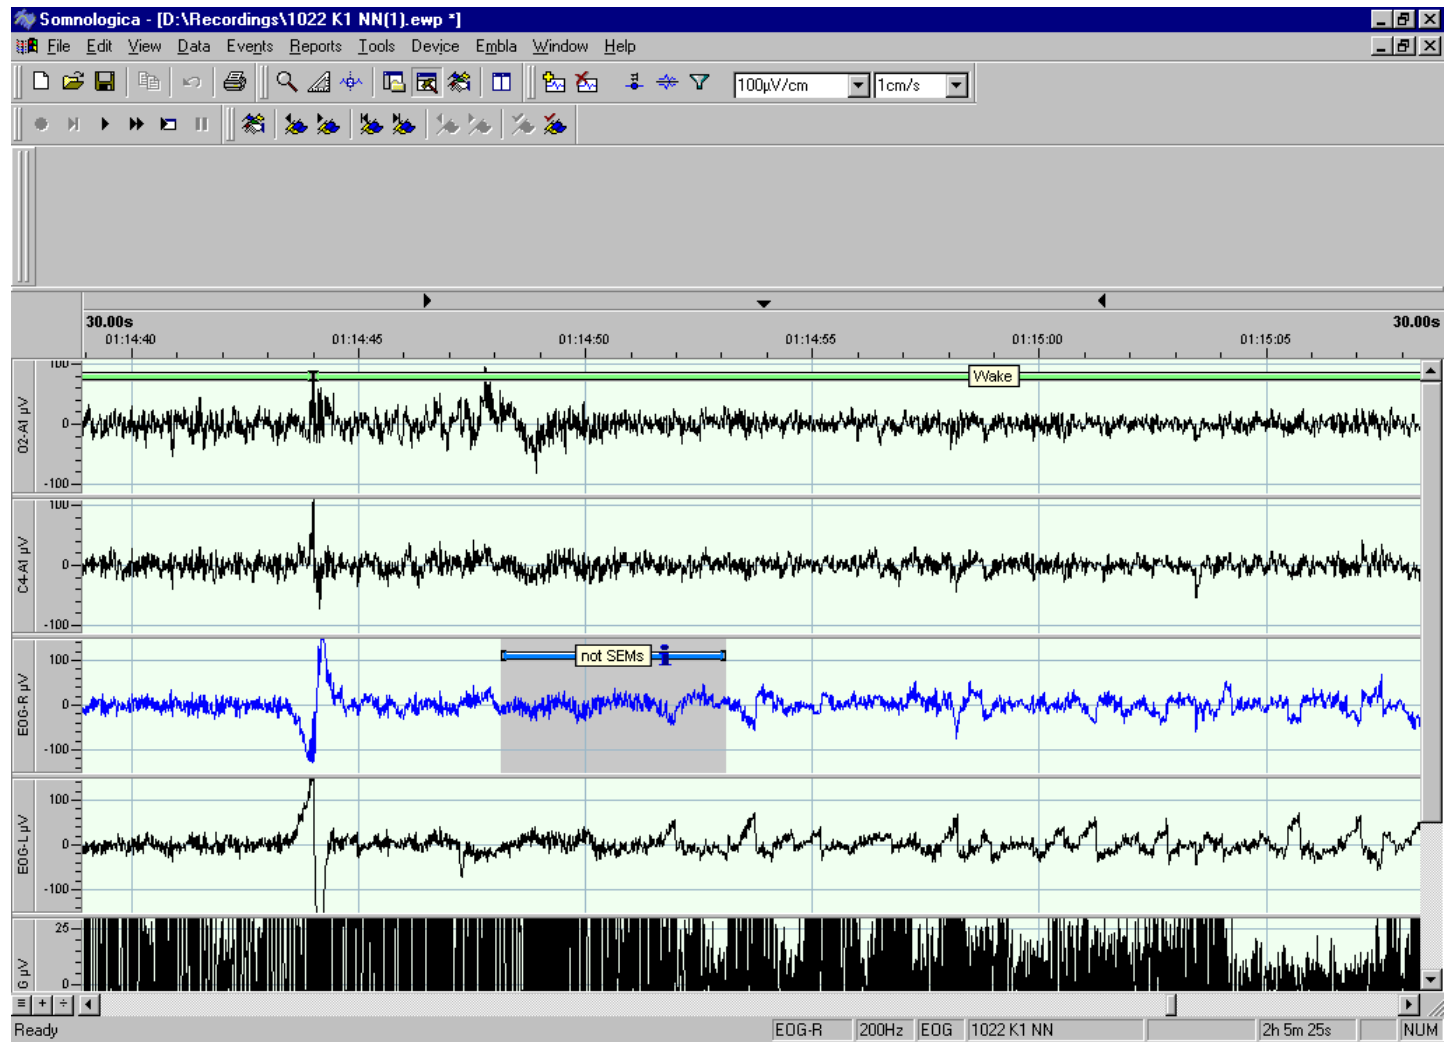 Somnologica - [D:\Recordings\1022 K1 NN(1).ewp *]
File Edit View Data Events Reports Tools Device Embla Window Help
100µV/cm 1cm/s
30.00s 30.00s
01:14:40 01:14:45 01:14:50 01:14:55 01:15:00 01:15:05
Wake
O2-A1 µV
100
0
-100
C4-A1 µV
100
0
-100
not SEMs
EOG-R µV
100
0
-100
EOG-L µV
100
0
-100
G µV
25
0
Ready EOG-R 200Hz EOG 1022 K1 NN 2h 5m 25s NUM